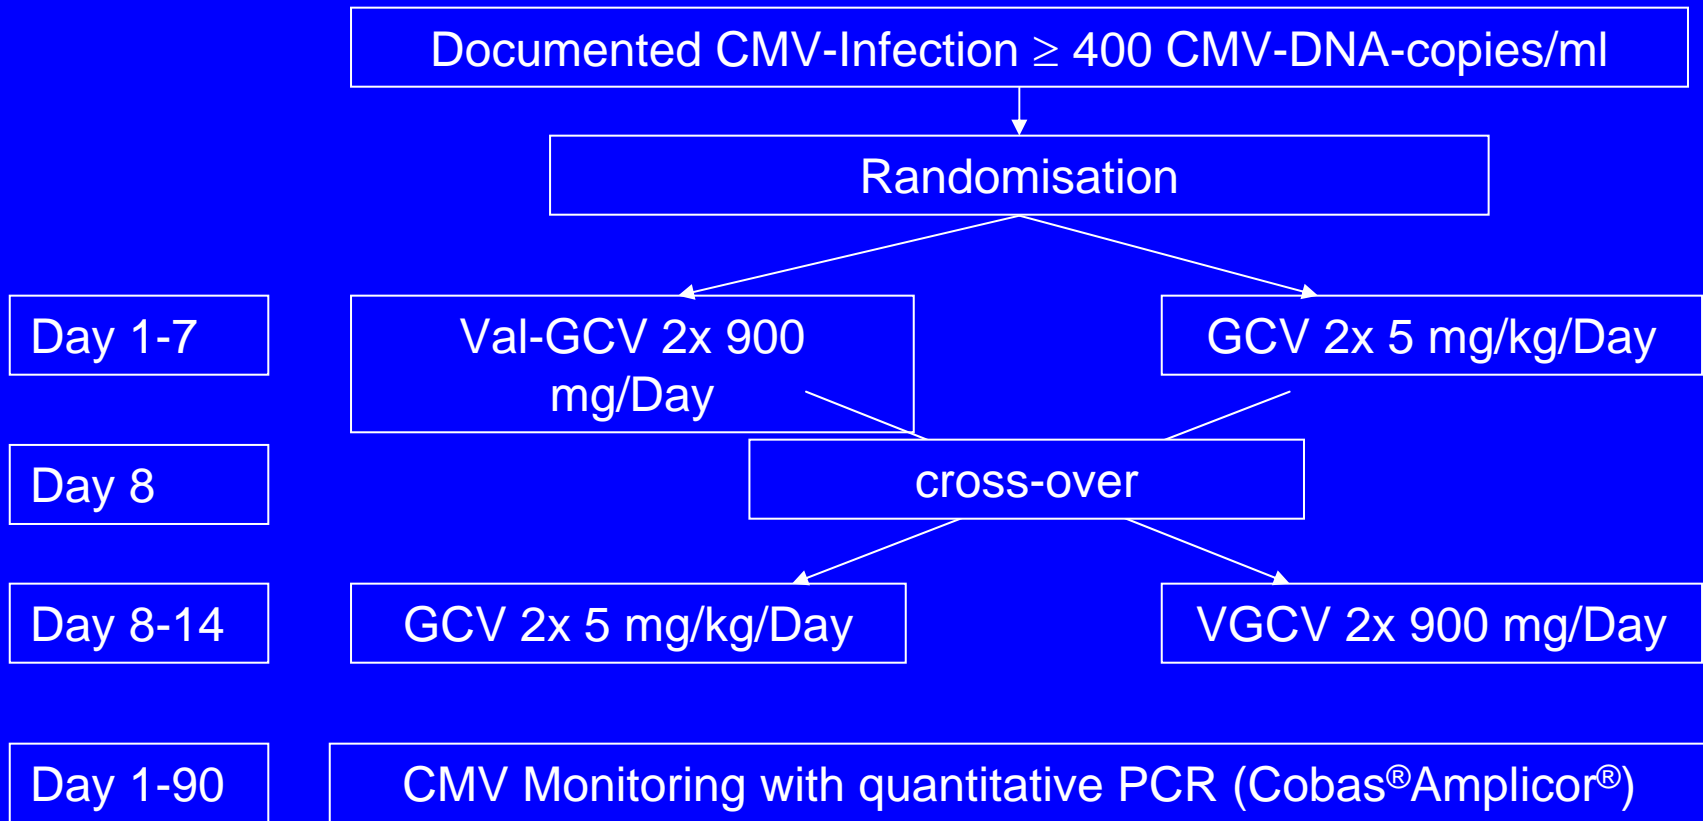 Documented CMV-Infection ≥ 400 CMV-DNA-copies/ml
Randomisation
Day 1-7
Val-GCV 2x 900
mg/Day
GCV 2x 5 mg/kg/Day
Day 8
cross-over
Day 8-14
GCV 2x 5 mg/kg/Day
VGCV 2x 900 mg/Day
Day 1-90
CMV Monitoring with quantitative PCR (Cobas®Amplicor®)